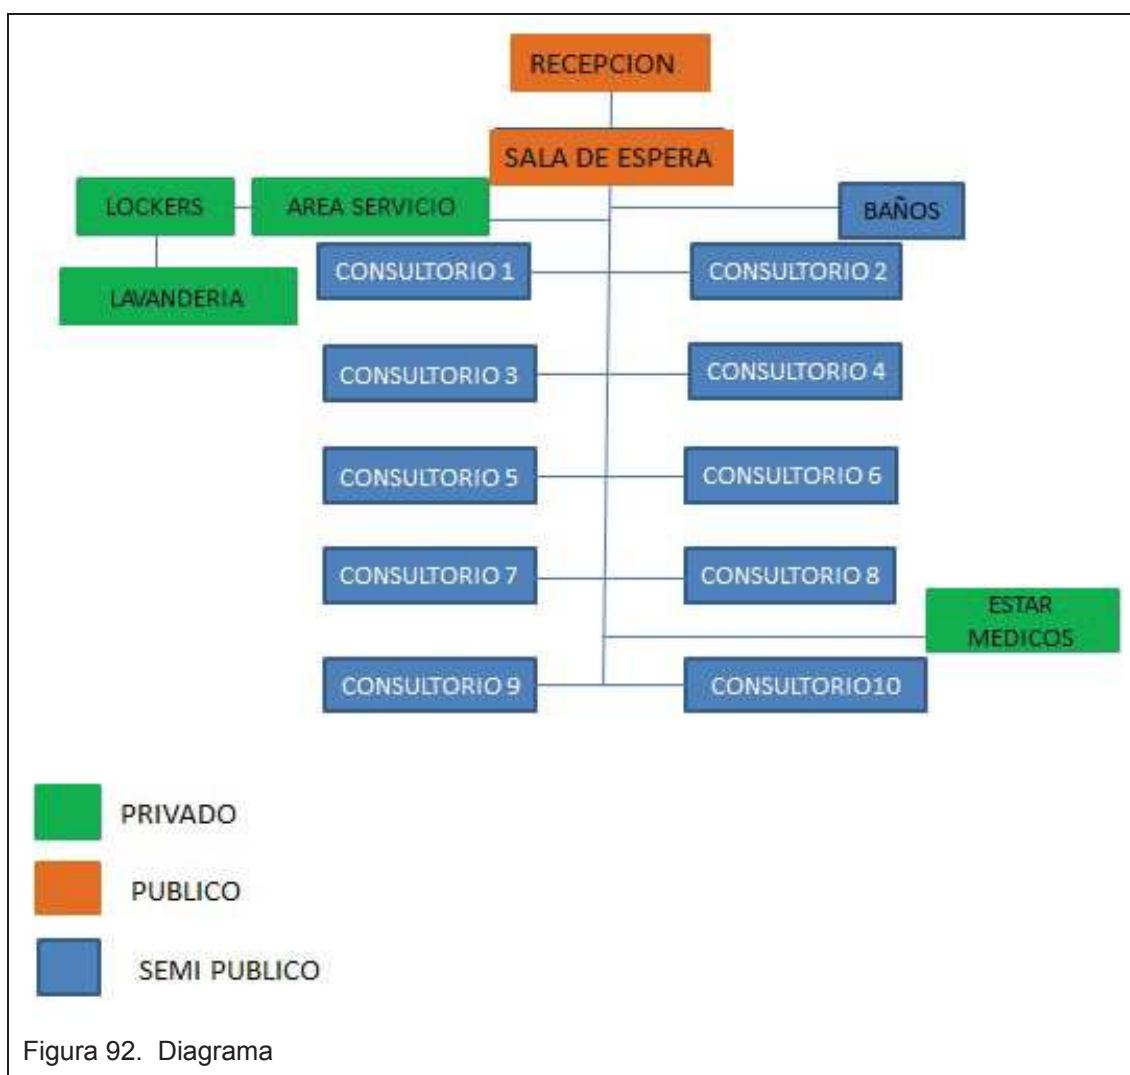 RECEPCION
SALA DE ESPERA
LOCKERS
AREA SERVICIO
BAÑOS
LAVANDERIA
CONSULTORIO 1
CONSULTORIO 2
CONSULTORIO 3
CONSULTORIO 4
CONSULTORIO 5
CONSULTORIO 6
CONSULTORIO 7
CONSULTORIO 8
ESTAR
MEDICOS
CONSULTORIO 9
CONSULTORIO10
PRIVADO
PUBLICO
SEMI PUBLICO
Figura 92. Diagrama